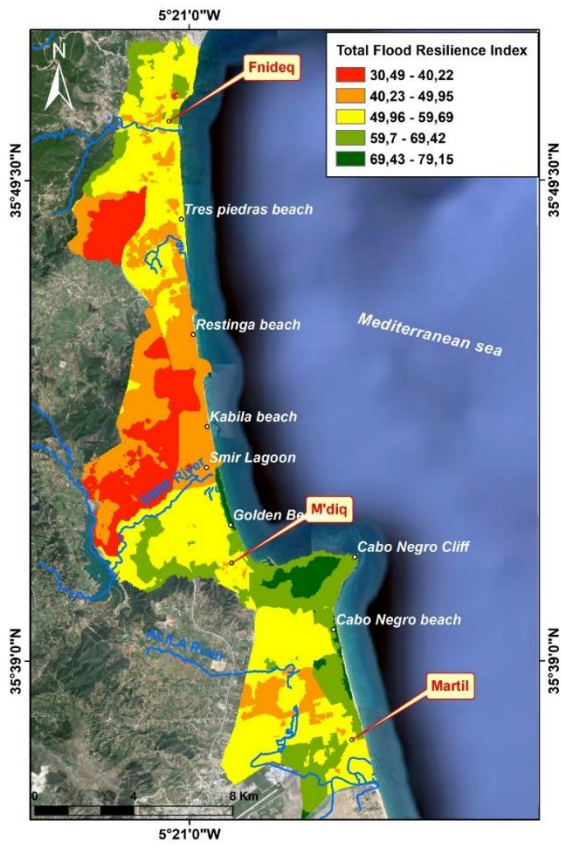 5°21'0"W
N
Total Flood Resilience Index
30,49 - 40,22
40,23 - 49,95
49,96 - 59,69
59,7 - 69,42
69,43 - 79,15
Fnideq
35°49'30"N
35°49'30"N
Tres piedras beach
Mediterranean sea
Restinga beach
Kabila beach
Smir Lagoon
River
M'diq
Golden Be
Cabo Negro Cliff
Cabo Negro beach
River
35°39'0"N
35°39'0"N
Martil
0 4 8 Km
5°21'0"W